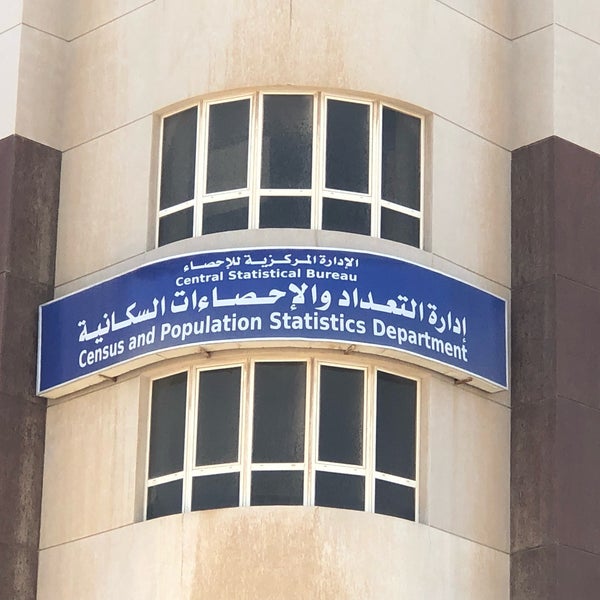 الإدارة المركزية للإحصاء
Central Statistical Bureau
إدارة التعداد والإحصاءات السكانية
Census and Population Statistics Department